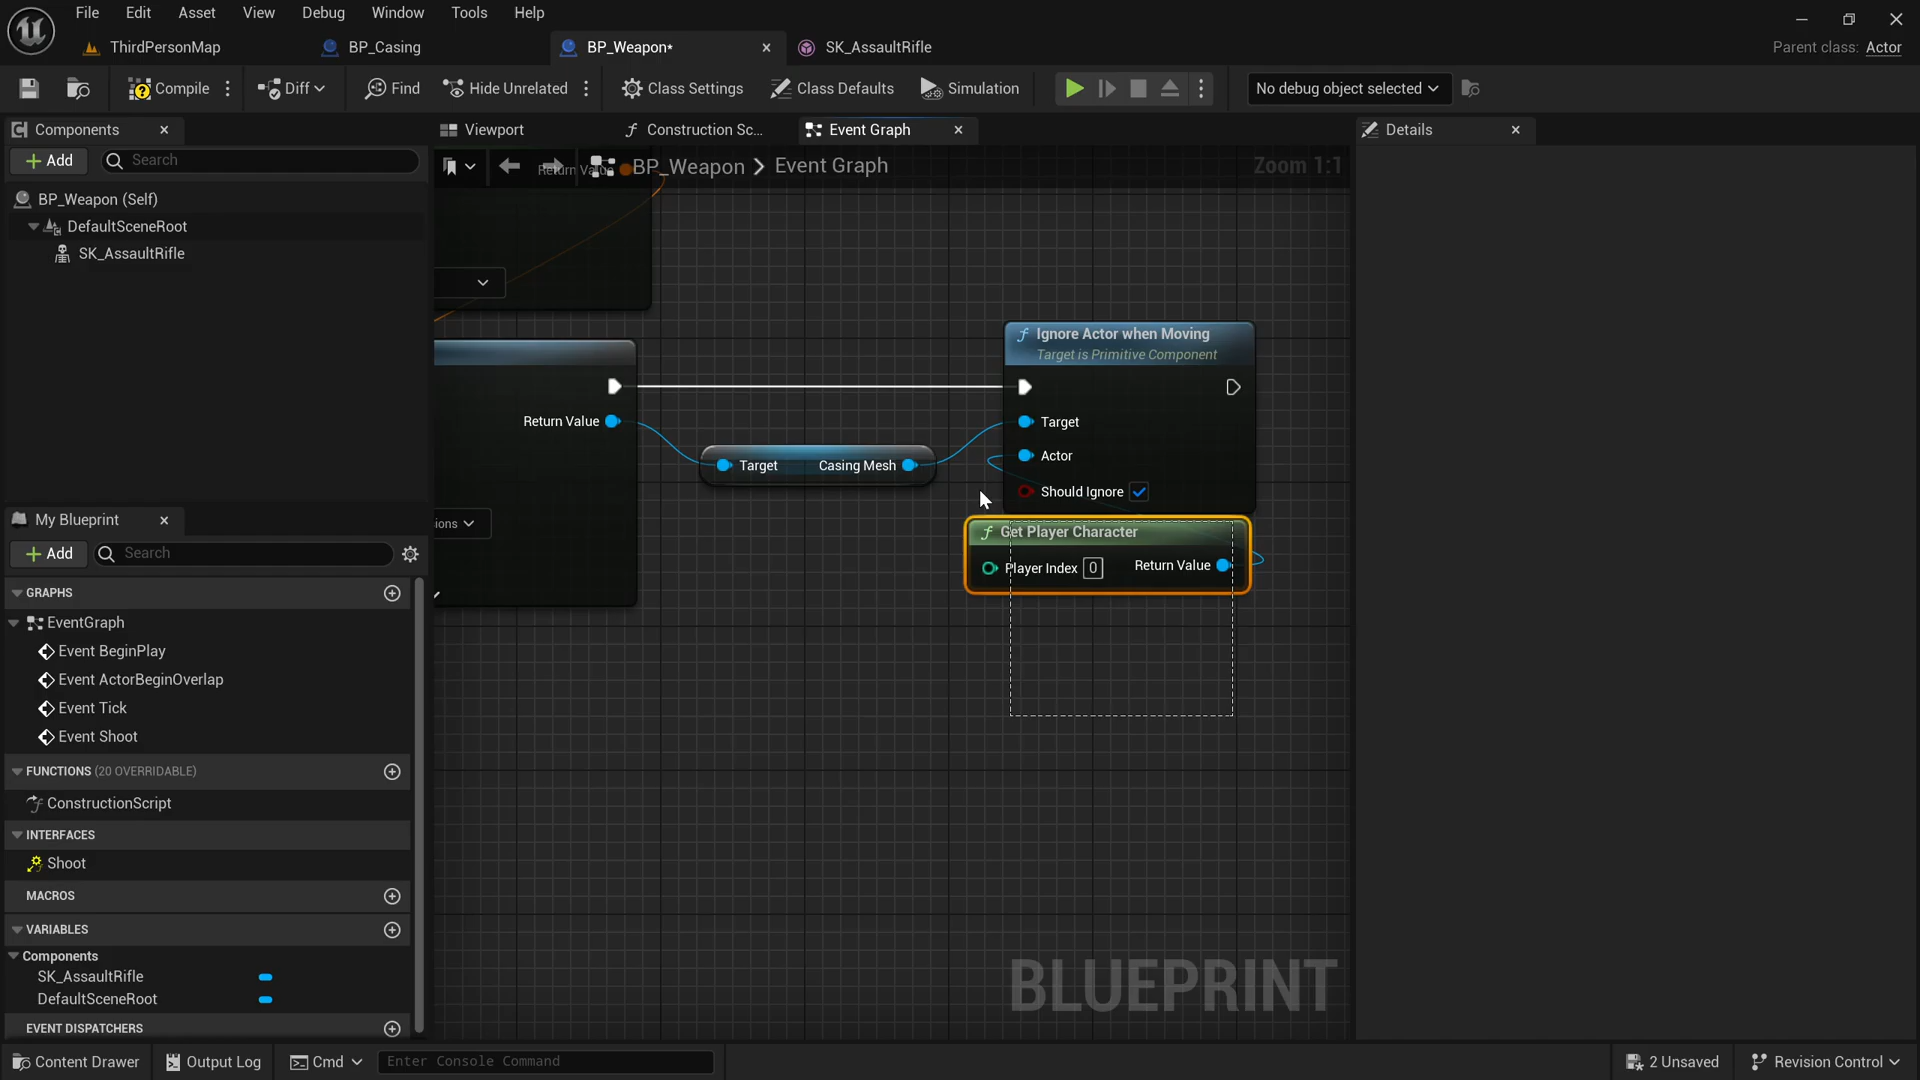 File Edit Asset View Debug Window Tools Help
ThirdPersonMap BP_Casing BP_Weapon* SK_AssaultRifle Parent class: Actor
Compile Diff Find Hide Unrelated Class Settings Class Defaults Simulation No debug object selected
Components Viewport Construction Sc... Event Graph Details
Add Search Return Value BP_Weapon > Event Graph Zoom 1:1
BP_Weapon (Self)
DefaultSceneRoot
SK_AssaultRifle
Ignore Actor when Moving
Target is Primitive Component
Return Value Target
Target Casing Mesh Actor
Should Ignore
My Blueprint
ions
Get Player Character
Add Search
Player Index 0 Return Value
GRAPHS
EventGraph
Event BeginPlay
Event ActorBeginOverlap
Event Tick
Event Shoot
FUNCTIONS (20 OVERRIDABLE)
ConstructionScript
INTERFACES
Shoot
MACROS
VARIABLES
Components
SK_AssaultRifle
DefaultSceneRoot
BLUEPRINT
EVENT DISPATCHERS
Content Drawer Output Log Cmd Enter Console Command 2 Unsaved Revision Control